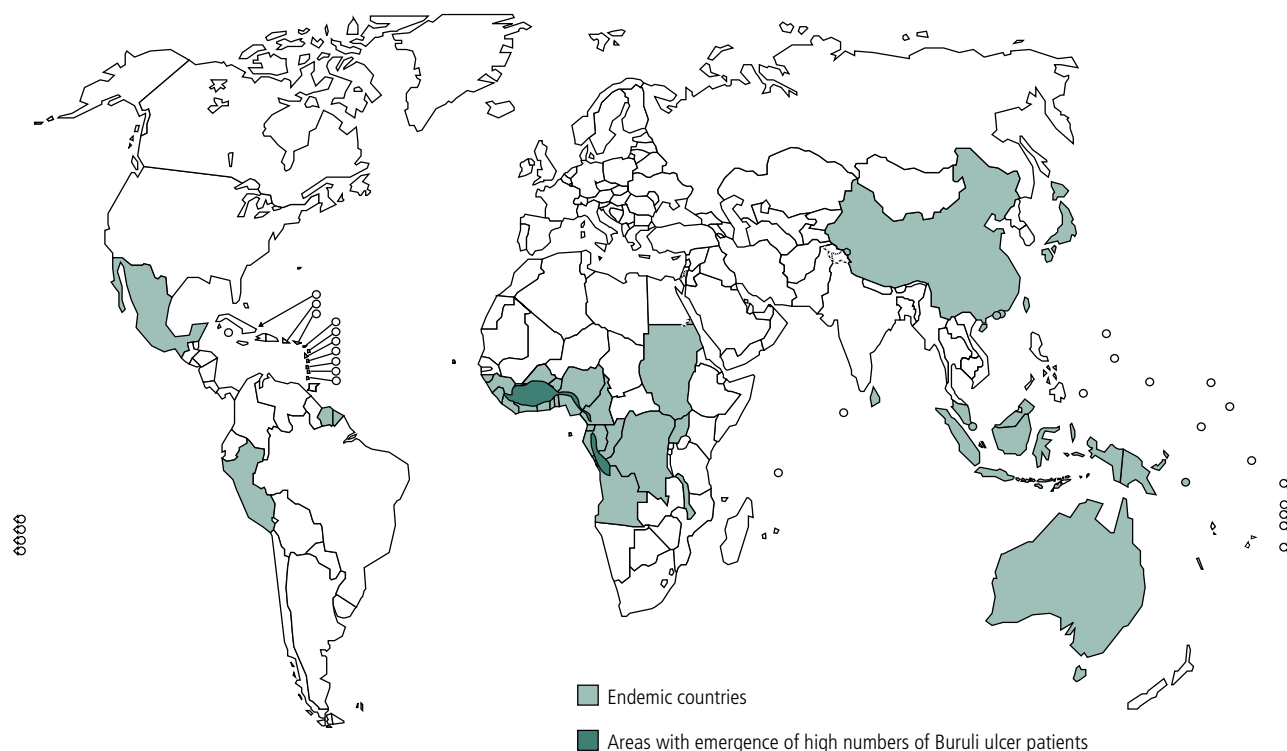 Endemic countries
Areas with emergence of high numbers of Buruli ulcer patients